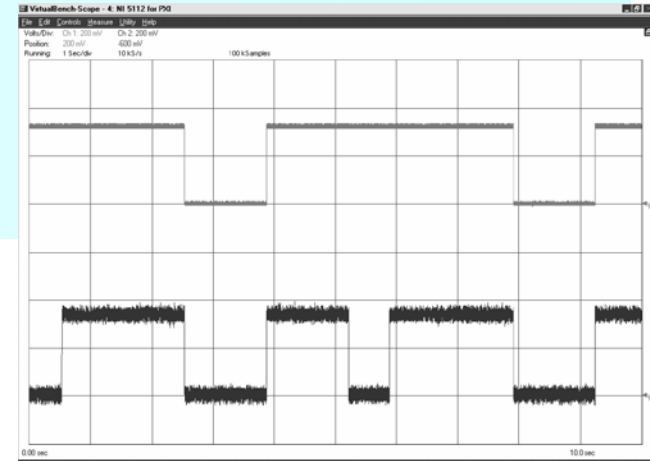 VirtualBench-Scope - 4: NI 5112 for PXI
File Edit Controls Measure Utility Help
Volts/Div: Ch 1: 200 mV Ch 2: 200 mV
Position: 200 mV -600 mV
Running: 1 Sec/div 10 kS/s 100 kSamples
0.00 sec 10.0 sec